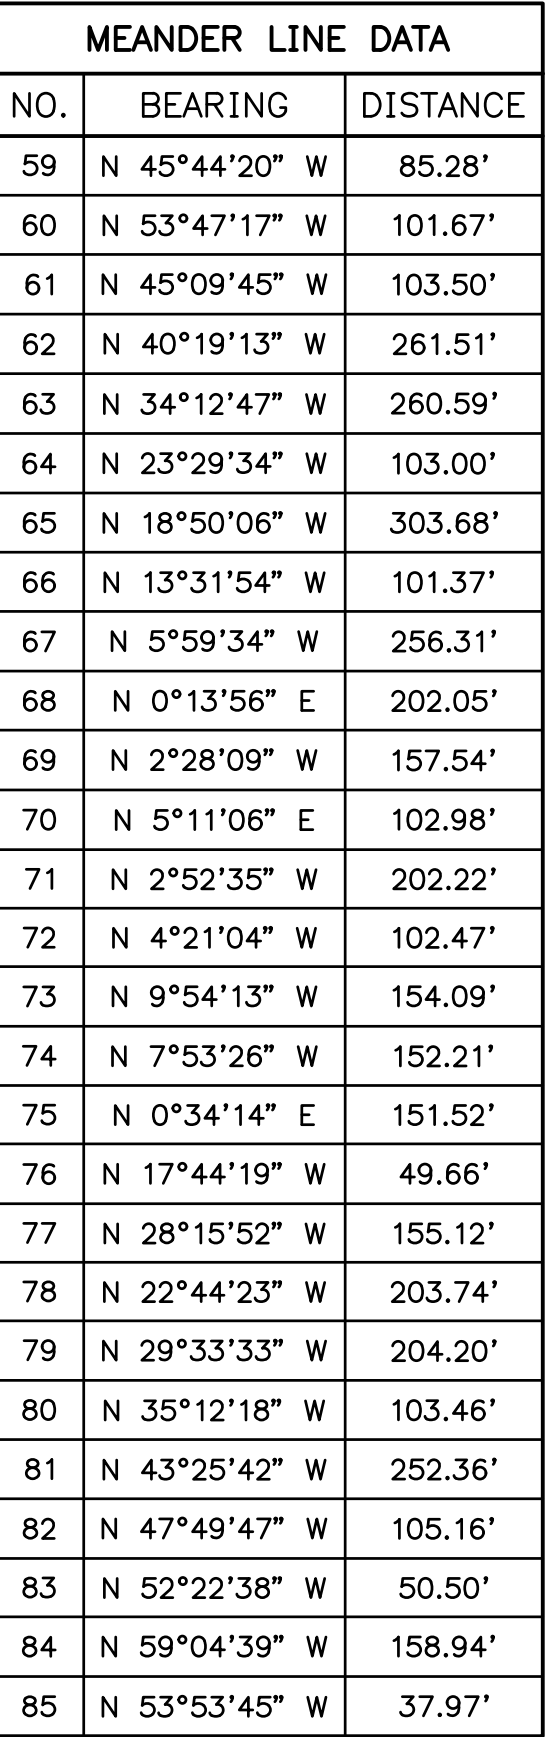 MEANDER LINE DATA
NO. BEARING DISTANCE
59 N 45°44'20" W 85.28'
60 N 53°47'17" W 101.67'
61 N 45°09'45" W 103.50'
62 N 40°19'13" W 261.51'
63 N 34°12'47" W 260.59'
64 N 23°29'34" W 103.00'
65 N 18°50'06" W 303.68'
66 N 13°31'54" W 101.37'
67 N 5°59'34" W 256.31'
68 N 0°13'56" E 202.05'
69 N 2°28'09" W 157.54'
70 N 5°11'06" E 102.98'
71 N 2°52'35" W 202.22'
72 N 4°21'04" W 102.47'
73 N 9°54'13" W 154.09'
74 N 7°53'26" W 152.21'
75 N 0°34'14" E 151.52'
76 N 17°44'19" W 49.66'
77 N 28°15'52" W 155.12'
78 N 22°44'23" W 203.74'
79 N 29°33'33" W 204.20'
80 N 35°12'18" W 103.46'
81 N 43°25'42" W 252.36'
82 N 47°49'47" W 105.16'
83 N 52°22'38" W 50.50'
84 N 59°04'39" W 158.94'
85 N 53°53'45" W 37.97'